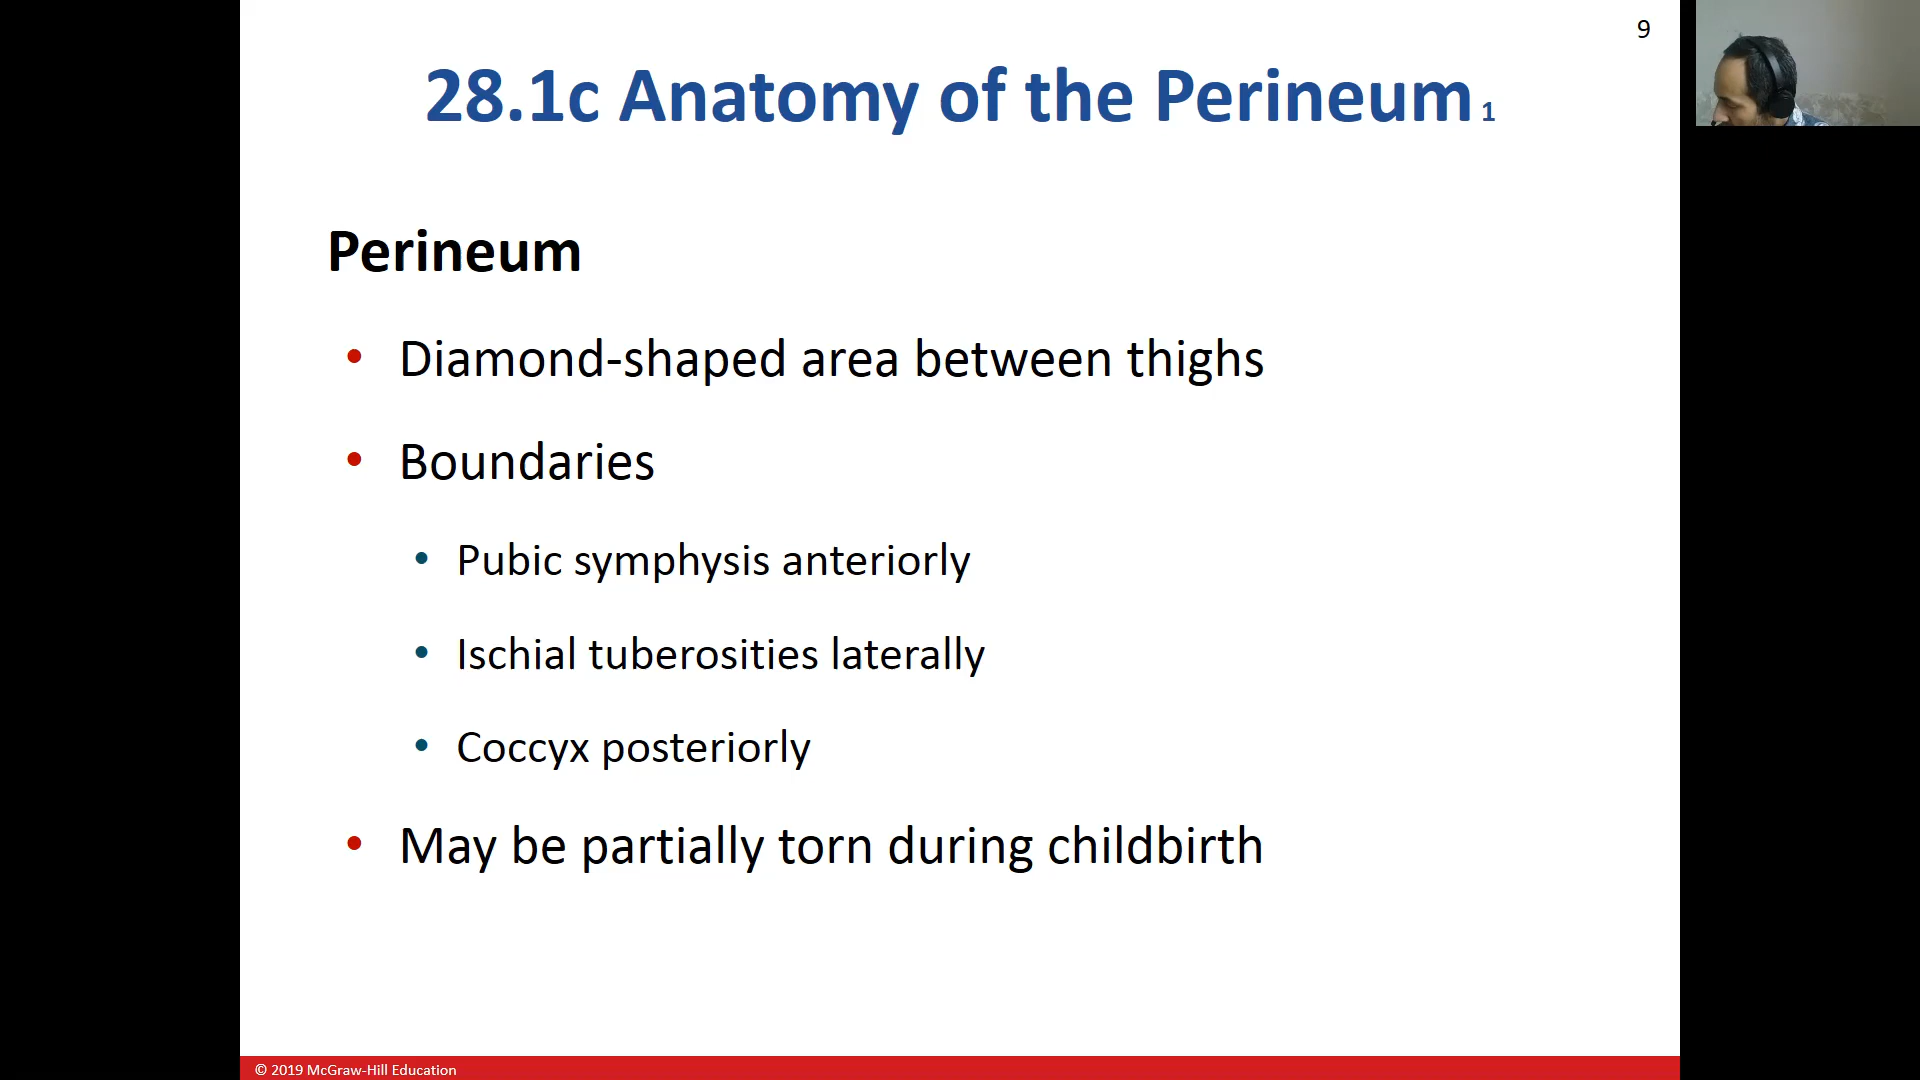 9
28.1c Anatomy of the Perineum 1
Perineum
• Diamond-shaped area between thighs
• Boundaries
• Pubic symphysis anteriorly
• Ischial tuberosities laterally
• Coccyx posteriorly
• May be partially torn during childbirth
© 2019 McGraw-Hill Education